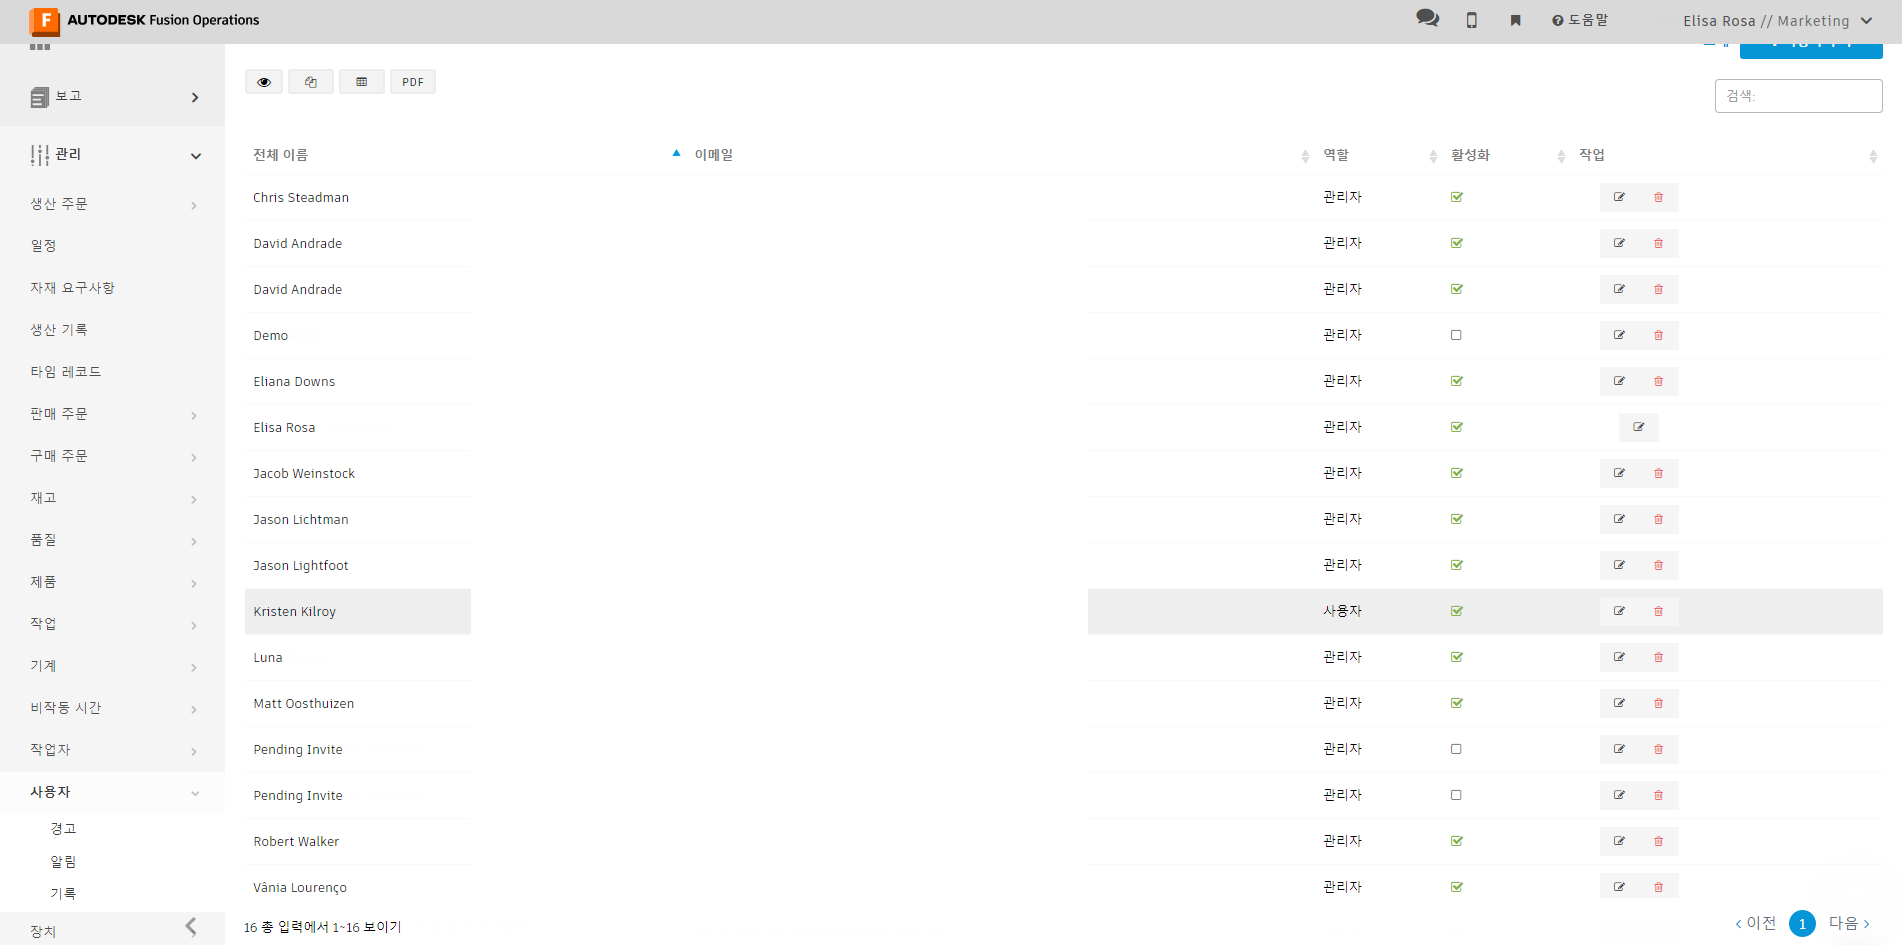 F AUTODESK Fusion Operations
도움말
Elisa Rosa // Marketing
보고
관리
생산 주문
일정
자재 요구사항
생산 기록
타임 레코드
판매 주문
구매 주문
재고
품질
제품
작업
기계
비작동 시간
작업자
사용자
경고
알림
기록
장치
PDF
검색:
전체 이름 이메일 역할 활성화 작업
Chris Steadman 관리자
David Andrade 관리자
David Andrade 관리자
Demo 관리자
Eliana Downs 관리자
Elisa Rosa 관리자
Jacob Weinstock 관리자
Jason Lichtman 관리자
Jason Lightfoot 관리자
Kristen Kilroy 사용자
Luna 관리자
Matt Oosthuizen 관리자
Pending Invite 관리자
Pending Invite 관리자
Robert Walker 관리자
Vânia Lourenço 관리자
16 총 입력에서 1~16 보이기
이전 1 다음